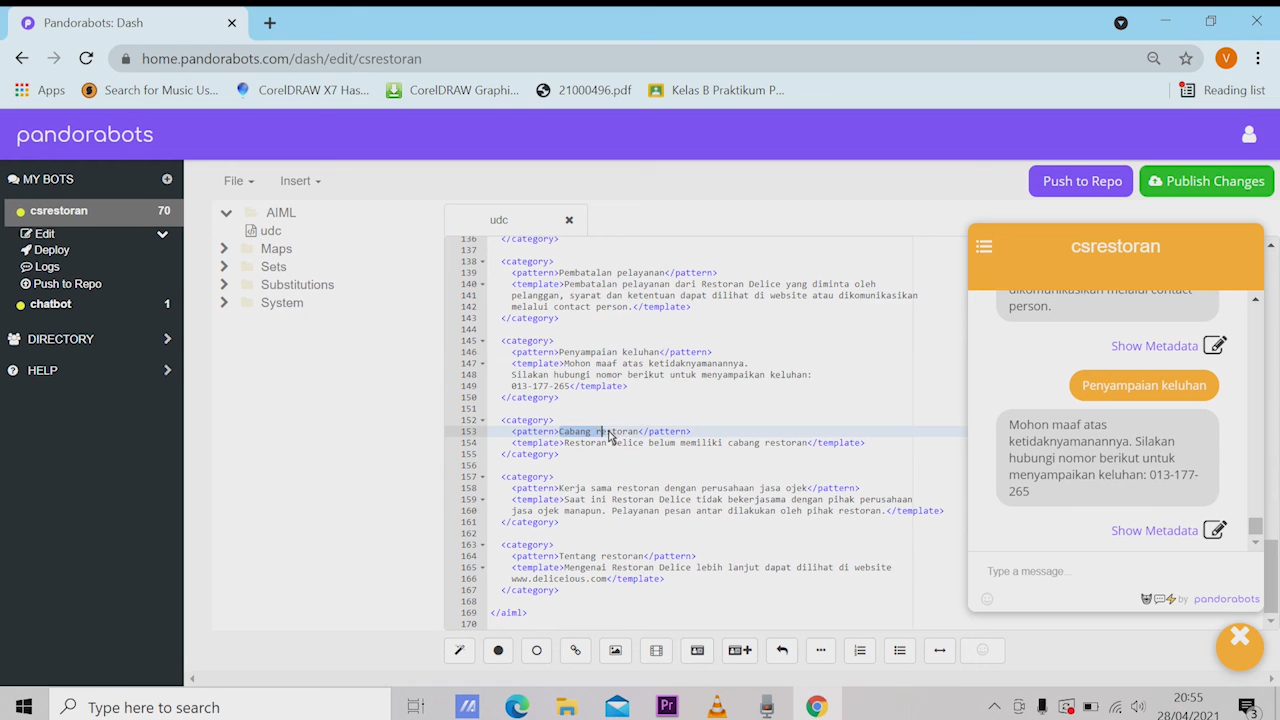 Pandorabots: Dash
home.pandorabots.com/dash/edit/csrestoran
V
Apps
Search for Music Us...
CorelDRAW X7 Has...
CorelDRAW Graphic...
21000496.pdf
Kelas B Praktikum P...
Reading list
pandorabots
MY BOTS
csrestoran 70
Edit
Deploy
Logs
Push to Repo
chatbot 1
DIRECTORY
HELP
File
Insert
Push to Repo
Publish Changes
AIML
udc
Maps
Sets
Substitutions
System
udc
136 </category>
137
138 <category>
139 <pattern>Pembatalan pelayanan</pattern>
140 <template>Pembatalan pelayanan dari Restoran Delice yang diminta oleh
141 pelanggan, syarat dan ketentuan dapat dilihat di website atau dikomunikasikan
142 melalui contact person.</template>
143 </category>
144
145 <category>
146 <pattern>Penyampaian keluhan</pattern>
147 <template>Mohon maaf atas ketidaknyamanannya.
148 Silakan hubungi nomor berikut untuk menyampaikan keluhan:
149 013-177-265</template>
150 </category>
151
152 <category>
153 <pattern>Cabang restoran</pattern>
154 <template>Restoran Delice belum memiliki cabang restoran</template>
155 </category>
156
157 <category>
158 <pattern>Kerja sama restoran dengan perusahaan jasa ojek</pattern>
159 <template>Saat ini Restoran Delice tidak bekerjasama dengan pihak perusahaan
160 jasa ojek manapun. Pelayanan pesan antar dilakukan oleh pihak restoran.</template>
161 </category>
162
163 <category>
164 <pattern>Tentang restoran</pattern>
165 <template>Mengenai Restoran Delice lebih lanjut dapat dilihat di website
166 www.deliceious.com</template>
167 </category>
168
169 </aiml>
170
csrestoran
dikomunikasikan melalui contact
person.
Show Metadata
Penyampaian keluhan
Mohon maaf atas
ketidaknyamanannya. Silakan
hubungi nomor berikut untuk
menyampaikan keluhan: 013-177-
265
Show Metadata
Type a message...
by pandorabots
Type here to search
20:55
28/04/2021
3